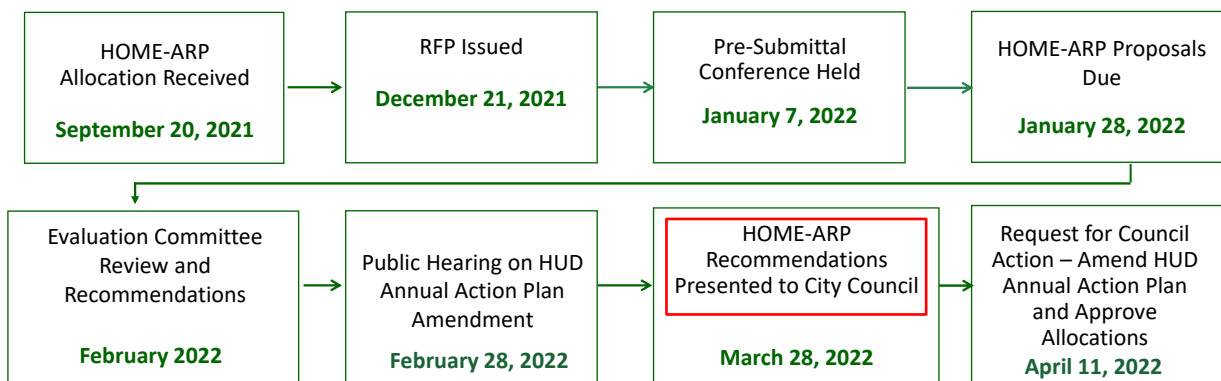 HOME-ARP
Allocation Received
September 20, 2021
RFP Issued
December 21, 2021
Pre-Submittal
Conference Held
January 7, 2022
HOME-ARP Proposals
Due
January 28, 2022
Evaluation Committee
Review and
Recommendations
February 2022
Public Hearing on HUD
Annual Action Plan
Amendment
February 28, 2022
HOME-ARP
Recommendations
Presented to City Council
March 28, 2022
Request for Council
Action – Amend HUD
Annual Action Plan
and Approve
Allocations
April 11, 2022